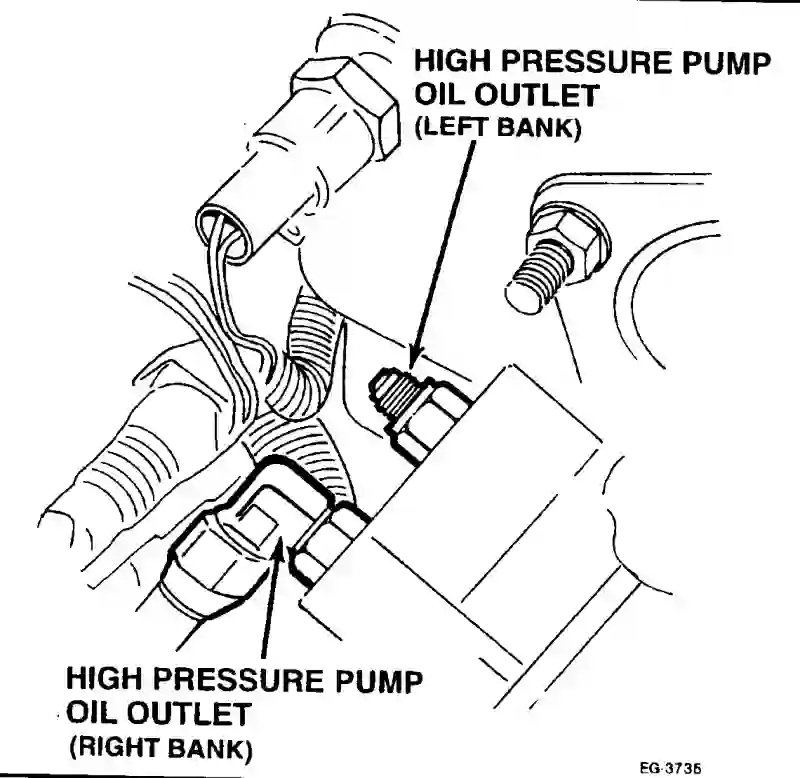 HIGH PRESSURE PUMP
OIL OUTLET
(LEFT BANK)
HIGH PRESSURE PUMP
OIL OUTLET
(RIGHT BANK)
EG-3735